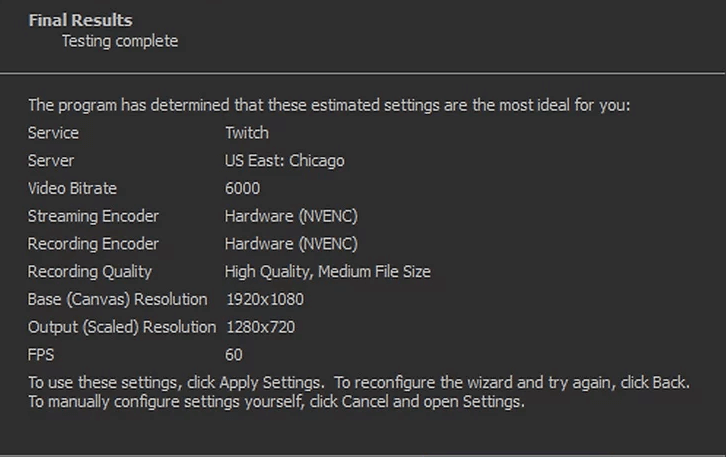 Final Results
Testing complete
The program has determined that these estimated settings are the most ideal for you:
Service Twitch
Server US East: Chicago
Video Bitrate 6000
Streaming Encoder Hardware (NVENC)
Recording Encoder Hardware (NVENC)
Recording Quality High Quality, Medium File Size
Base (Canvas) Resolution 1920x1080
Output (Scaled) Resolution 1280x720
FPS 60
To use these settings, click Apply Settings. To reconfigure the wizard and try again, click Back.
To manually configure settings yourself, click Cancel and open Settings.